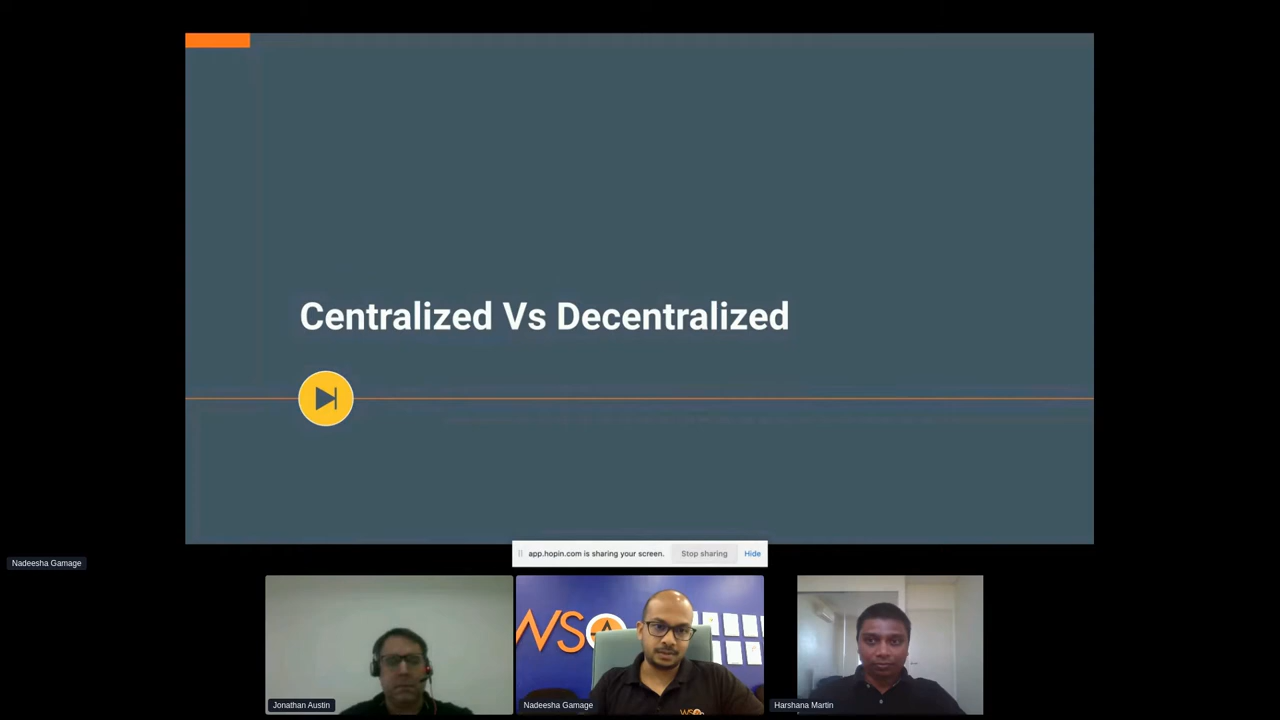 Centralized Vs Decentralized
app.hopin.com is sharing your screen. Stop sharing Hide
Nadeesha Gamage
WSO
Jonathan Austin
Nadeesha Gamage
Harshana Martin